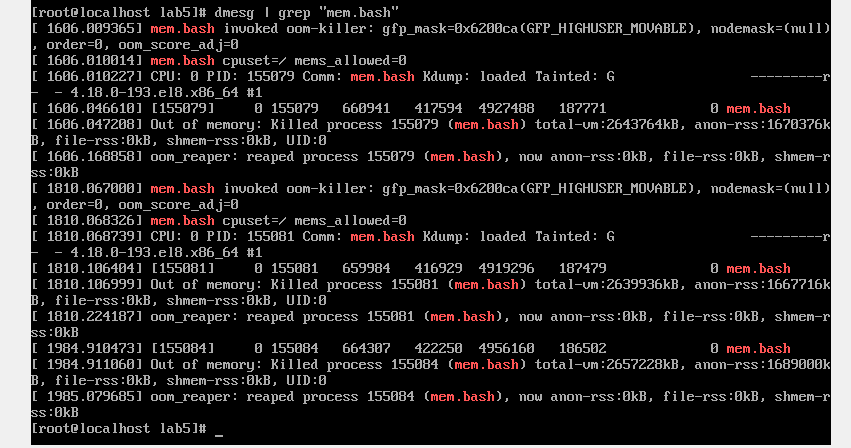 [root@localhost lab5]# dmesg | grep "mem.bash"
[ 1606.009365] mem.bash invoked oom-killer: gfp_mask=0x6200ca(GFP_HIGHUSER_MOVABLE), nodemask=(null)
, order=0, oom_score_adj=0
[ 1606.010014] mem.bash cpuset=/ mems_allowed=0
[ 1606.010227] CPU: 0 PID: 155079 Comm: mem.bash Kdump: loaded Tainted: G                 ---------r
-  - 4.18.0-193.el8.x86_64 #1
[ 1606.046610] [155079]     0 155079   660941   417594  4927488   187771             0 mem.bash
[ 1606.047208] Out of memory: Killed process 155079 (mem.bash) total-vm:2643764kB, anon-rss:1670376k
B, file-rss:0kB, shmem-rss:0kB, UID:0
[ 1606.168858] oom_reaper: reaped process 155079 (mem.bash), now anon-rss:0kB, file-rss:0kB, shmem-r
ss:0kB
[ 1810.067000] mem.bash invoked oom-killer: gfp_mask=0x6200ca(GFP_HIGHUSER_MOVABLE), nodemask=(null)
, order=0, oom_score_adj=0
[ 1810.068326] mem.bash cpuset=/ mems_allowed=0
[ 1810.068739] CPU: 0 PID: 155081 Comm: mem.bash Kdump: loaded Tainted: G                 ---------r
-  - 4.18.0-193.el8.x86_64 #1
[ 1810.106404] [155081]     0 155081   659984   416929  4919296   187479             0 mem.bash
[ 1810.106999] Out of memory: Killed process 155081 (mem.bash) total-vm:2639936kB, anon-rss:1667716k
B, file-rss:0kB, shmem-rss:0kB, UID:0
[ 1810.224187] oom_reaper: reaped process 155081 (mem.bash), now anon-rss:0kB, file-rss:0kB, shmem-r
ss:0kB
[ 1984.910473] [155084]     0 155084   664307   422250  4956160   186502             0 mem.bash
[ 1984.911060] Out of memory: Killed process 155084 (mem.bash) total-vm:2657228kB, anon-rss:1689000k
B, file-rss:0kB, shmem-rss:0kB, UID:0
[ 1985.079685] oom_reaper: reaped process 155084 (mem.bash), now anon-rss:0kB, file-rss:0kB, shmem-r
ss:0kB
[root@localhost lab5]# _